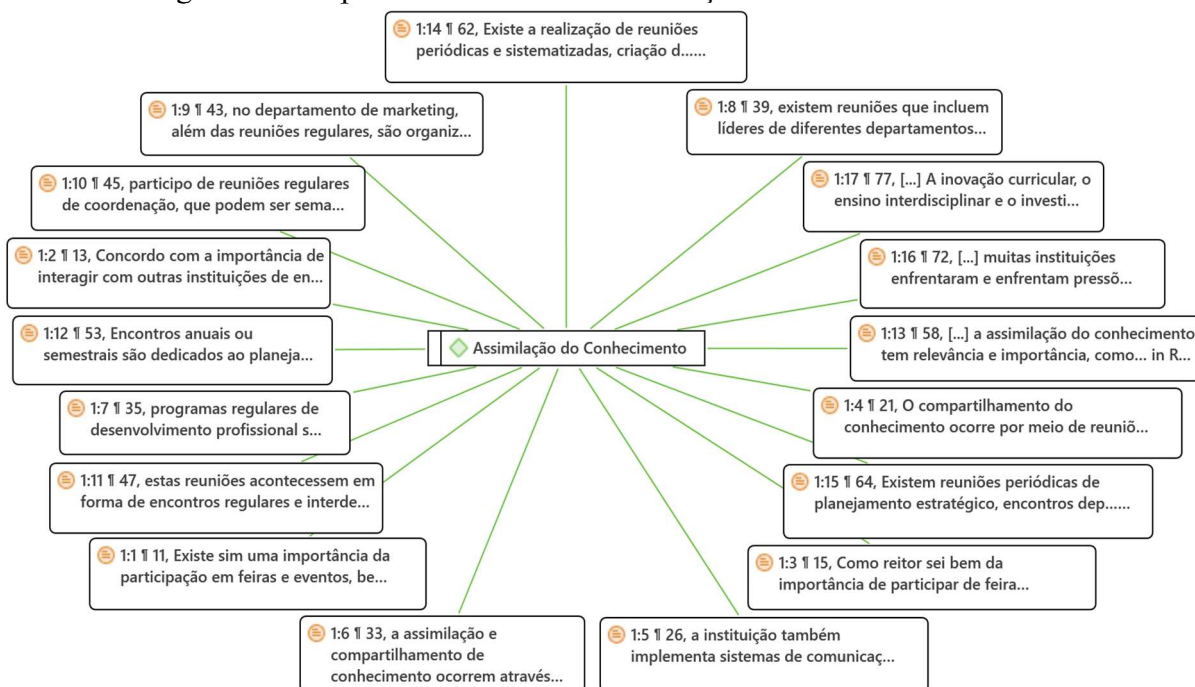 1:14 ¶ 62, Existe a realização de reuniões
periódicas e sistematizadas, criação d......
1:9 ¶ 43, no departamento de marketing,
além das reuniões regulares, são organiz...
1:8 ¶ 39, existem reuniões que incluem
líderes de diferentes departamentos...
1:10 ¶ 45, participo de reuniões regulares
de coordenação, que podem ser sema...
1:17 ¶ 77, [...] A inovação curricular, o
ensino interdisciplinar e o investi...
1:2 ¶ 13, Concordo com a importância de
interagir com outras instituições de en...
1:16 ¶ 72, [...] muitas instituições
enfrentaram e enfrentam pressõ...
1:12 ¶ 53, Encontros anuais ou
semestrais são dedicados ao planeja...
Assimilação do Conhecimento
1:13 ¶ 58, [...] a assimilação do conhecimento
tem relevância e importância, como... in R...
1:7 ¶ 35, programas regulares de
desenvolvimento profissional s...
1:4 ¶ 21, O compartilhamento do
conhecimento ocorre por meio de reuniõ...
1:11 ¶ 47, estas reuniões acontecessem em
forma de encontros regulares e interde...
1:15 ¶ 64, Existem reuniões periódicas de
planejamento estratégico, encontros dep......
1:1 ¶ 11, Existe sim uma importância da
participação em feiras e eventos, be...
1:3 ¶ 15, Como reitor sei bem da
importância de participar de feira...
1:6 ¶ 33, a assimilação e
compartilhamento de
conhecimento ocorrem através...
1:5 ¶ 26, a instituição também
implementa sistemas de comunicaç...